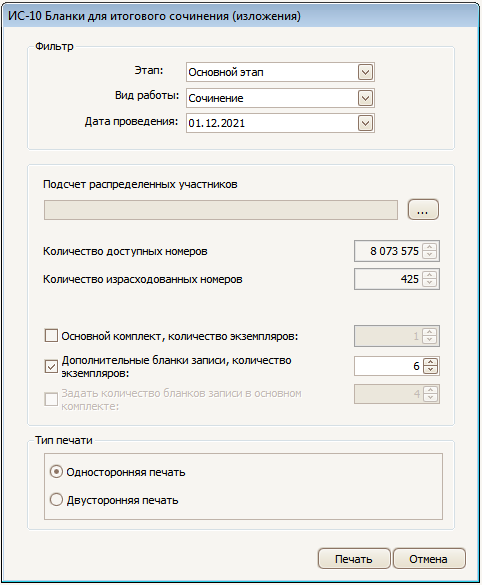 ИС-10 Бланки для итогового сочинения (изложения)
Фильтр
Этап: Основной этап
Вид работы: Сочинение
Дата проведения: 01.12.2021
Подсчет распределенных участников
...
Количество доступных номеров 8 073 575
Количество израсходованных номеров 425
Основной комплект, количество экземпляров: 1
Дополнительные бланки записи, количество
экземпляров: 6
Задать количество бланков записи в основном
комплекте: 4
Тип печати
Односторонняя печать
Двусторонняя печать
Печать Отмена